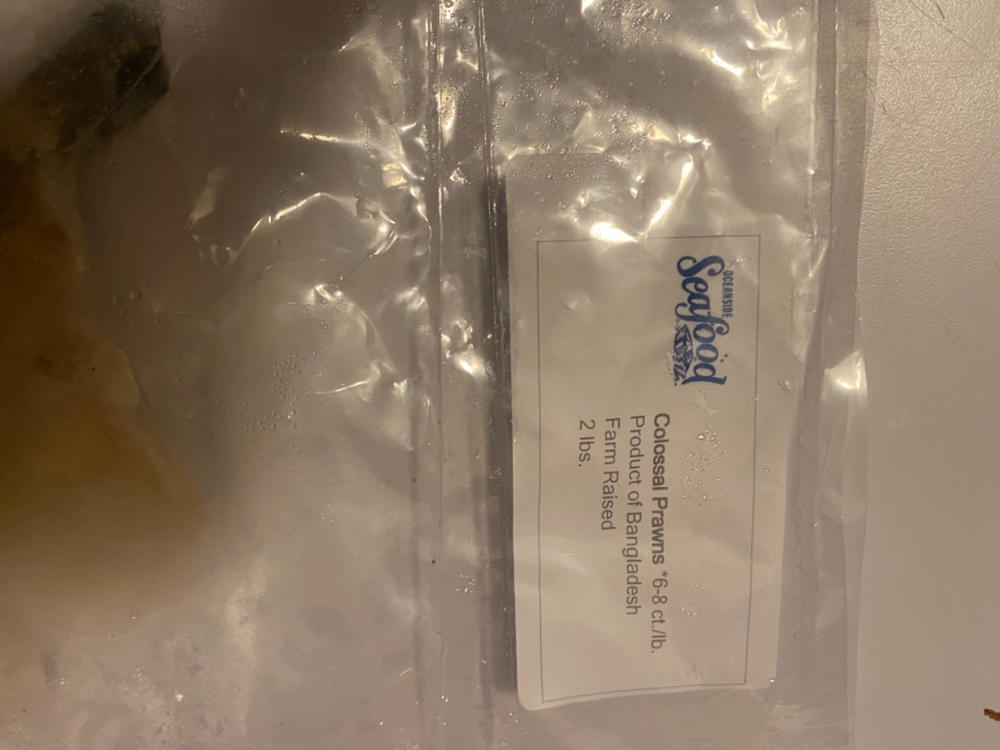 OCEANSIDE
Seafood
Colossal Prawns *6-8 ct./lb.
Product of Bangladesh
Farm Raised
2 lbs.